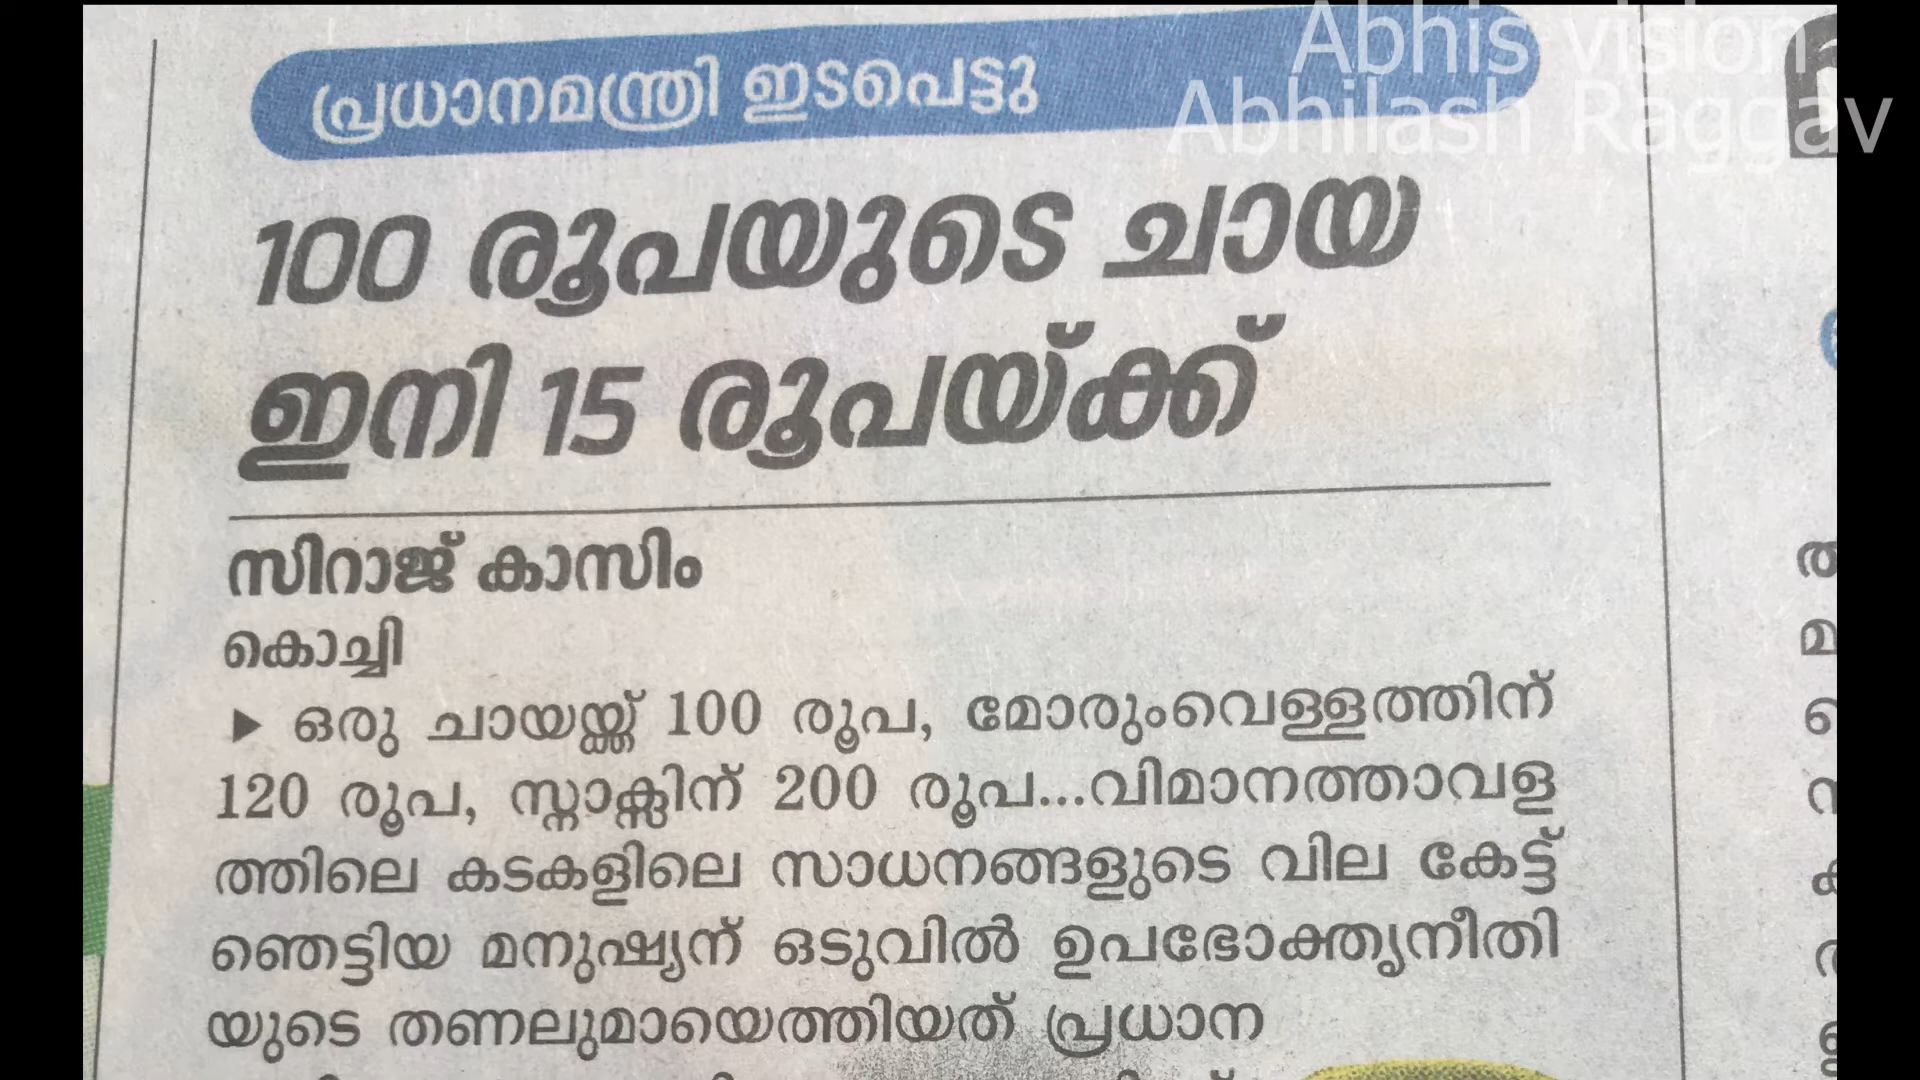 Abhis vision
Abhilash Raggav
പ്രധാനമന്ത്രി ഇടപെട്ടു
100 രൂപയുടെ ചായ
ഇനി 15 രൂപയ്ക്ക്
സിറാജ് കാസിം
കൊച്ചി
▶ ഒരു ചായയ്ക്ക് 100 രൂപ, മോരുംവെള്ളത്തിന്
120 രൂപ, സ്നാക്സിന് 200 രൂപ...വിമാനത്താവള
ത്തിലെ കടകളിലെ സാധനങ്ങളുടെ വില കേട്ട്
ഞെട്ടിയ മനുഷ്യന് ഒടുവിൽ ഉപഭോക്തൃനീതി
യുടെ തണലുമായെത്തിയത് പ്രധാന